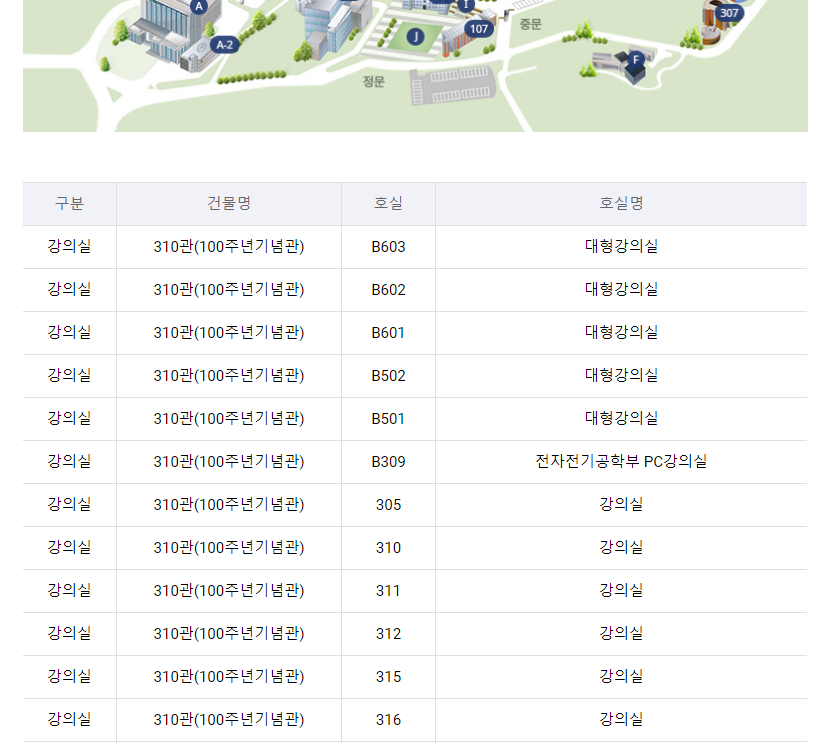 A
I
307
J
107
중문
A-2
F
정문
구분 건물명 호실 호실명
강의실 310관(100주년기념관) B603 대형강의실
강의실 310관(100주년기념관) B602 대형강의실
강의실 310관(100주년기념관) B601 대형강의실
강의실 310관(100주년기념관) B502 대형강의실
강의실 310관(100주년기념관) B501 대형강의실
강의실 310관(100주년기념관) B309 전자전기공학부 PC강의실
강의실 310관(100주년기념관) 305 강의실
강의실 310관(100주년기념관) 310 강의실
강의실 310관(100주년기념관) 311 강의실
강의실 310관(100주년기념관) 312 강의실
강의실 310관(100주년기념관) 315 강의실
강의실 310관(100주년기념관) 316 강의실